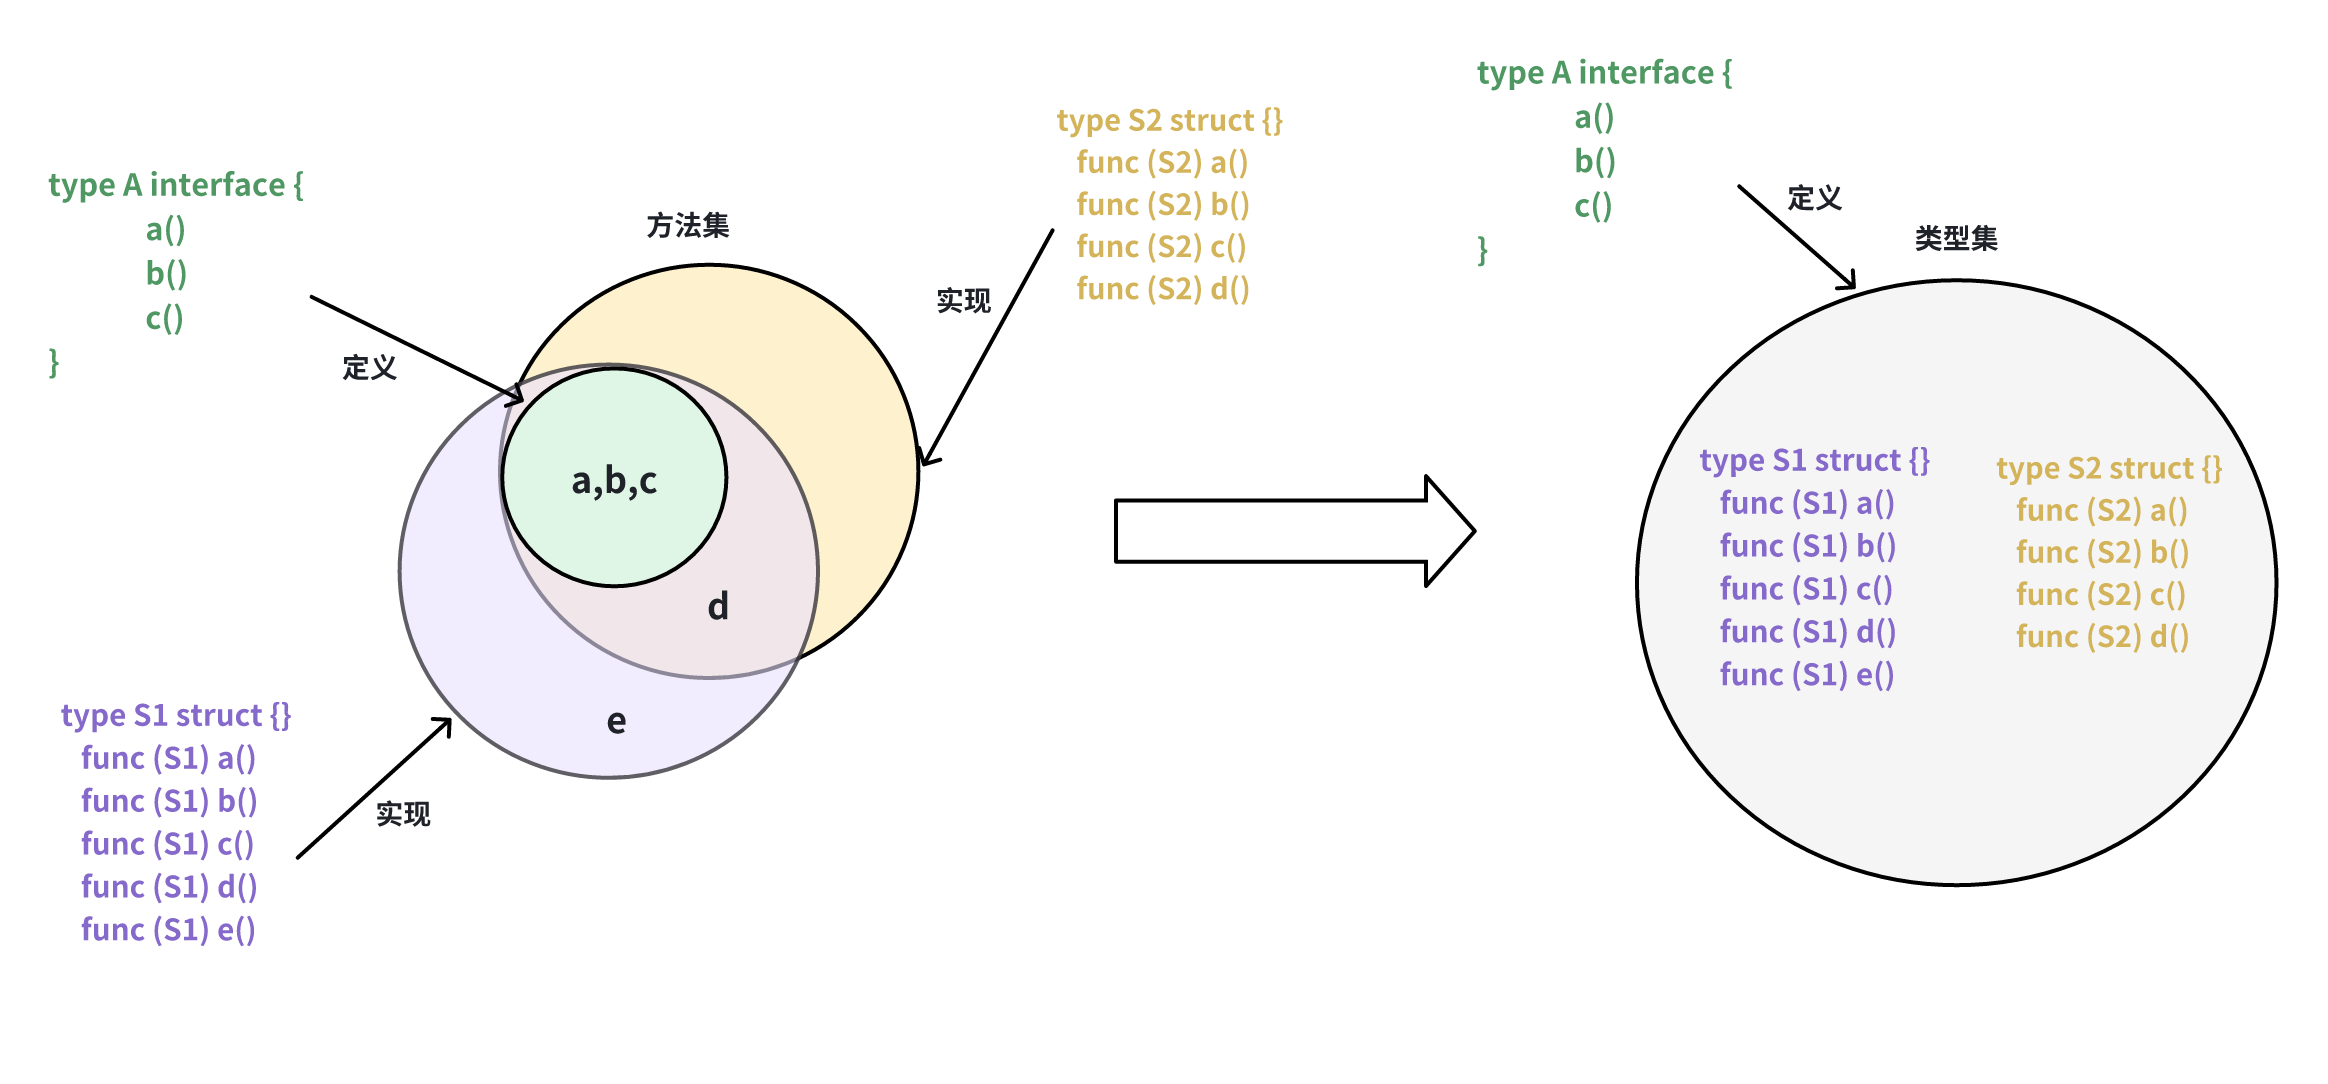 type A interface {
a()
b()
c()
}
定义
方法集
type S2 struct {}
func (S2) a()
func (S2) b()
func (S2) c()
func (S2) d()
实现
a,b,c
d
e
type S1 struct {}
func (S1) a()
func (S1) b()
func (S1) c()
func (S1) d()
func (S1) e()
实现
type A interface {
a()
b()
c()
}
定义
类型集
type S1 struct {}
func (S1) a()
func (S1) b()
func (S1) c()
func (S1) d()
func (S1) e()
type S2 struct {}
func (S2) a()
func (S2) b()
func (S2) c()
func (S2) d()